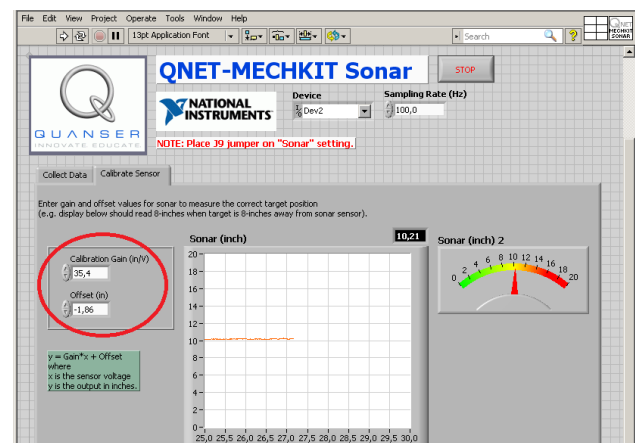 File Edit View Project Operate Tools Window Help
13pt Application Font
Search
QNET
MECHKIT
SONAR
QNET-MECHKIT Sonar
STOP
QUANSER
INNOVATE EDUCATE
NATIONAL
INSTRUMENTS
Device
Dev2
Sampling Rate (Hz)
100,0
NOTE: Place J9 jumper on "Sonar" setting.
Collect Data
Calibrate Sensor
Enter gain and offset values for sonar to measure the correct target position
(e.g. display below should read 8-inches when target is 8-inches away from sonar sensor).
Calibration Gain (in/V)
35,4
Offset (in)
-1,86
y = Gain*x + Offset
where
x is the sensor voltage
y is the output in inches.
Sonar (inch)
10,21
20
18
16
14
12
10
8
6
4
2
0
25,0 25,5 26,0 26,5 27,0 27,5 28,0 28,5 29,0 29,5 30,0
Sonar (inch) 2
0 2 4 6 8 10 12 14 16 18 20